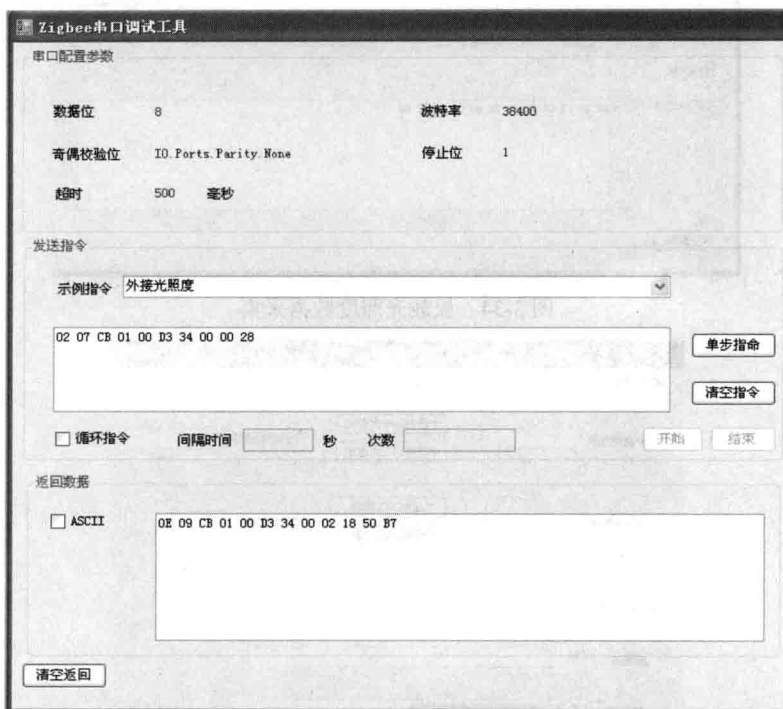 Zigbee串口调试工具
串口配置参数
数据位 8 波特率 38400
奇偶校验位 IO.Ports.Parity.None 停止位 1
超时 500 毫秒
发送指令
示例指令 外接光照度
02 07 CB 01 00 D3 34 00 00 28
单步指命
清空指令
循环指令 间隔时间 秒 次数 开始 结束
返回数据
ASCII
0E 09 CB 01 00 D3 34 00 02 18 50 B7
清空返回